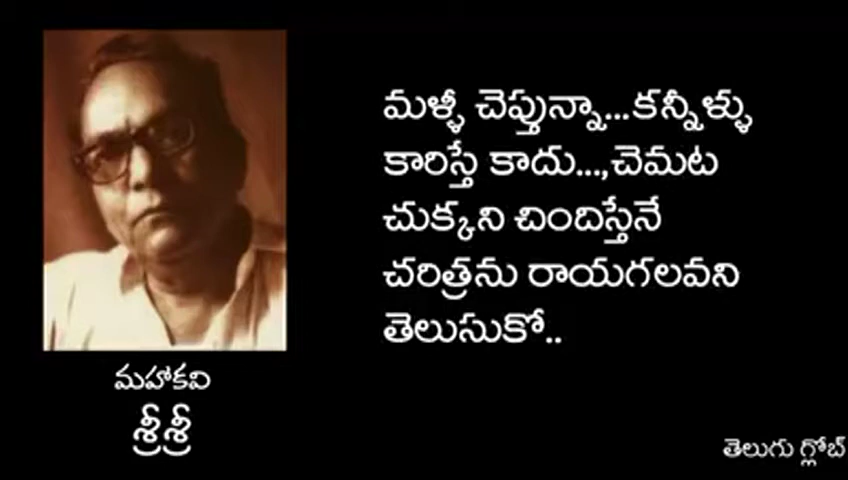 మళ్ళీ చెప్తున్నా...కన్నీళ్ళు
కారిస్తే కాదు...,చెమట
చుక్కని చిందిస్తేనే
చరిత్రను రాయగలవని
తెలుసుకో..
మహాకవి
శ్రీశ్రీ
తెలుగు గ్లోబ్